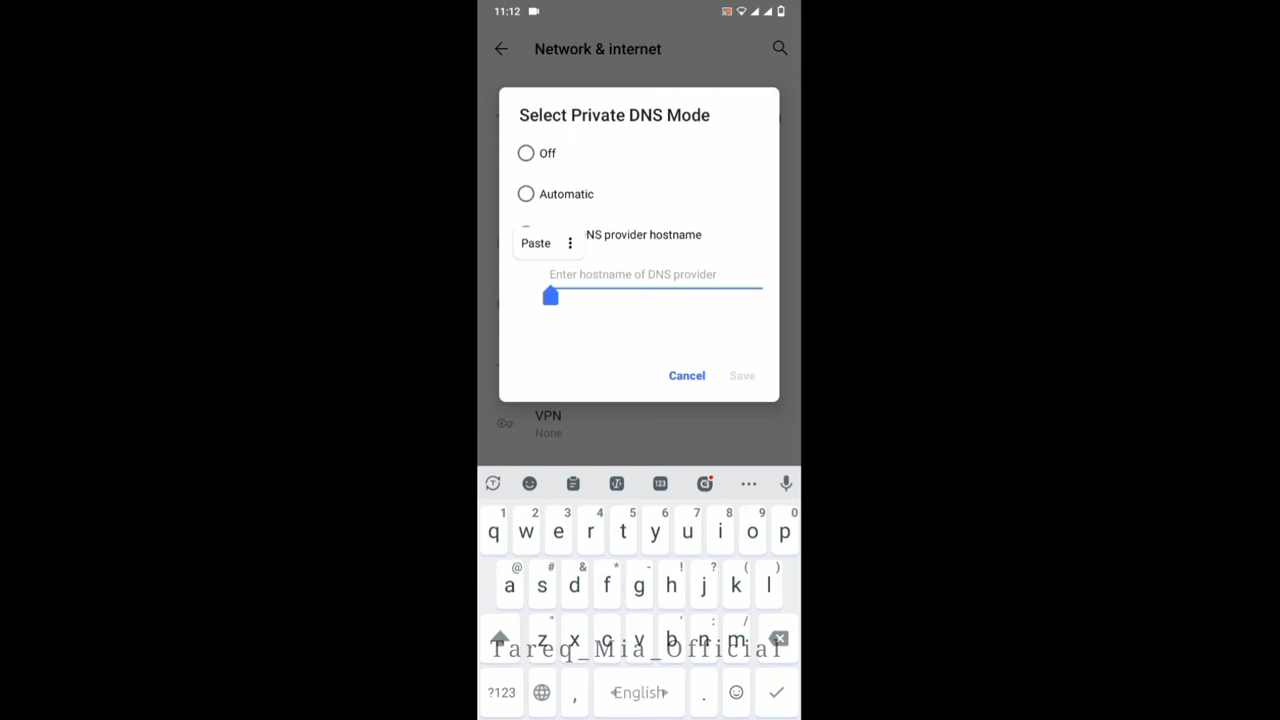 11:12
Network & internet
Select Private DNS Mode
Off
Automatic
NS provider hostname
Paste
Enter hostname of DNS provider
Cancel Save
VPN
None
123
1 2 3 4 5 6 7 8 9 0
q w e r t y u i o p
@ # & * - ! ? ( )
a s d f g h j k l
" ' : /
z x c v b n m
Tareq_Mia_Official
?123 , English .